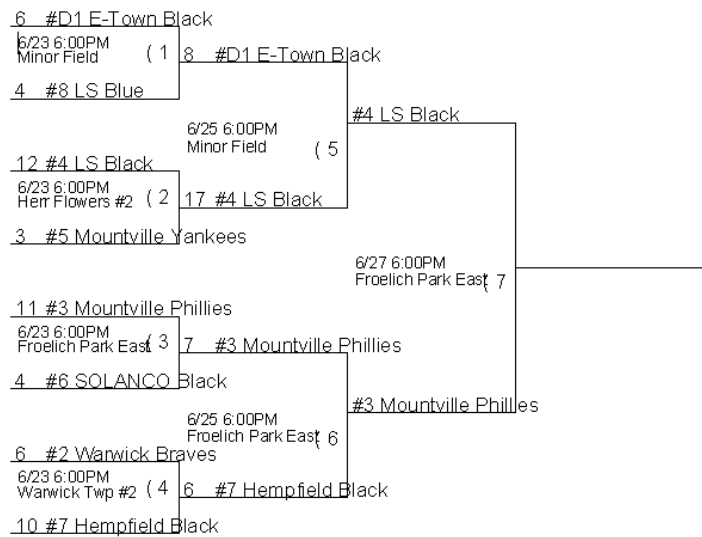 6 #D1 E-Town Black
6/23 6:00PM
Minor Field ( 1
8 #D1 E-Town Black
4 #8 LS Blue
#4 LS Black
6/25 6:00PM
Minor Field ( 5
12 #4 LS Black
6/23 6:00PM
Herr Flowers #2 ( 2
17 #4 LS Black
3 #5 Mountville Yankees
6/27 6:00PM
Froelich Park East ( 7
11 #3 Mountville Phillies
6/23 6:00PM
Froelich Park East ( 3
7 #3 Mountville Phillies
4 #6 SOLANCO Black
#3 Mountville Phillies
6/25 6:00PM
Froelich Park East ( 6
6 #2 Warwick Braves
6/23 6:00PM
Warwick Twp #2 ( 4
6 #7 Hempfield Black
10 #7 Hempfield Black